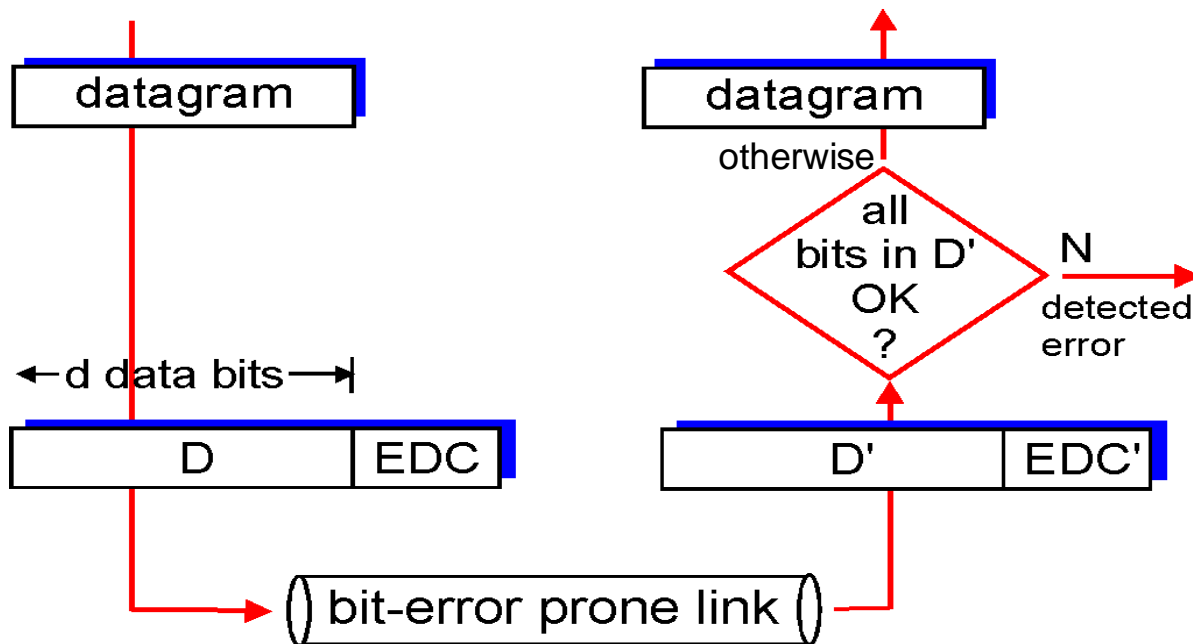 datagram
d data bits
D
EDC
bit-error prone link
datagram
otherwise
all
bits in D'
OK
?
N
detected
error
D'
EDC'